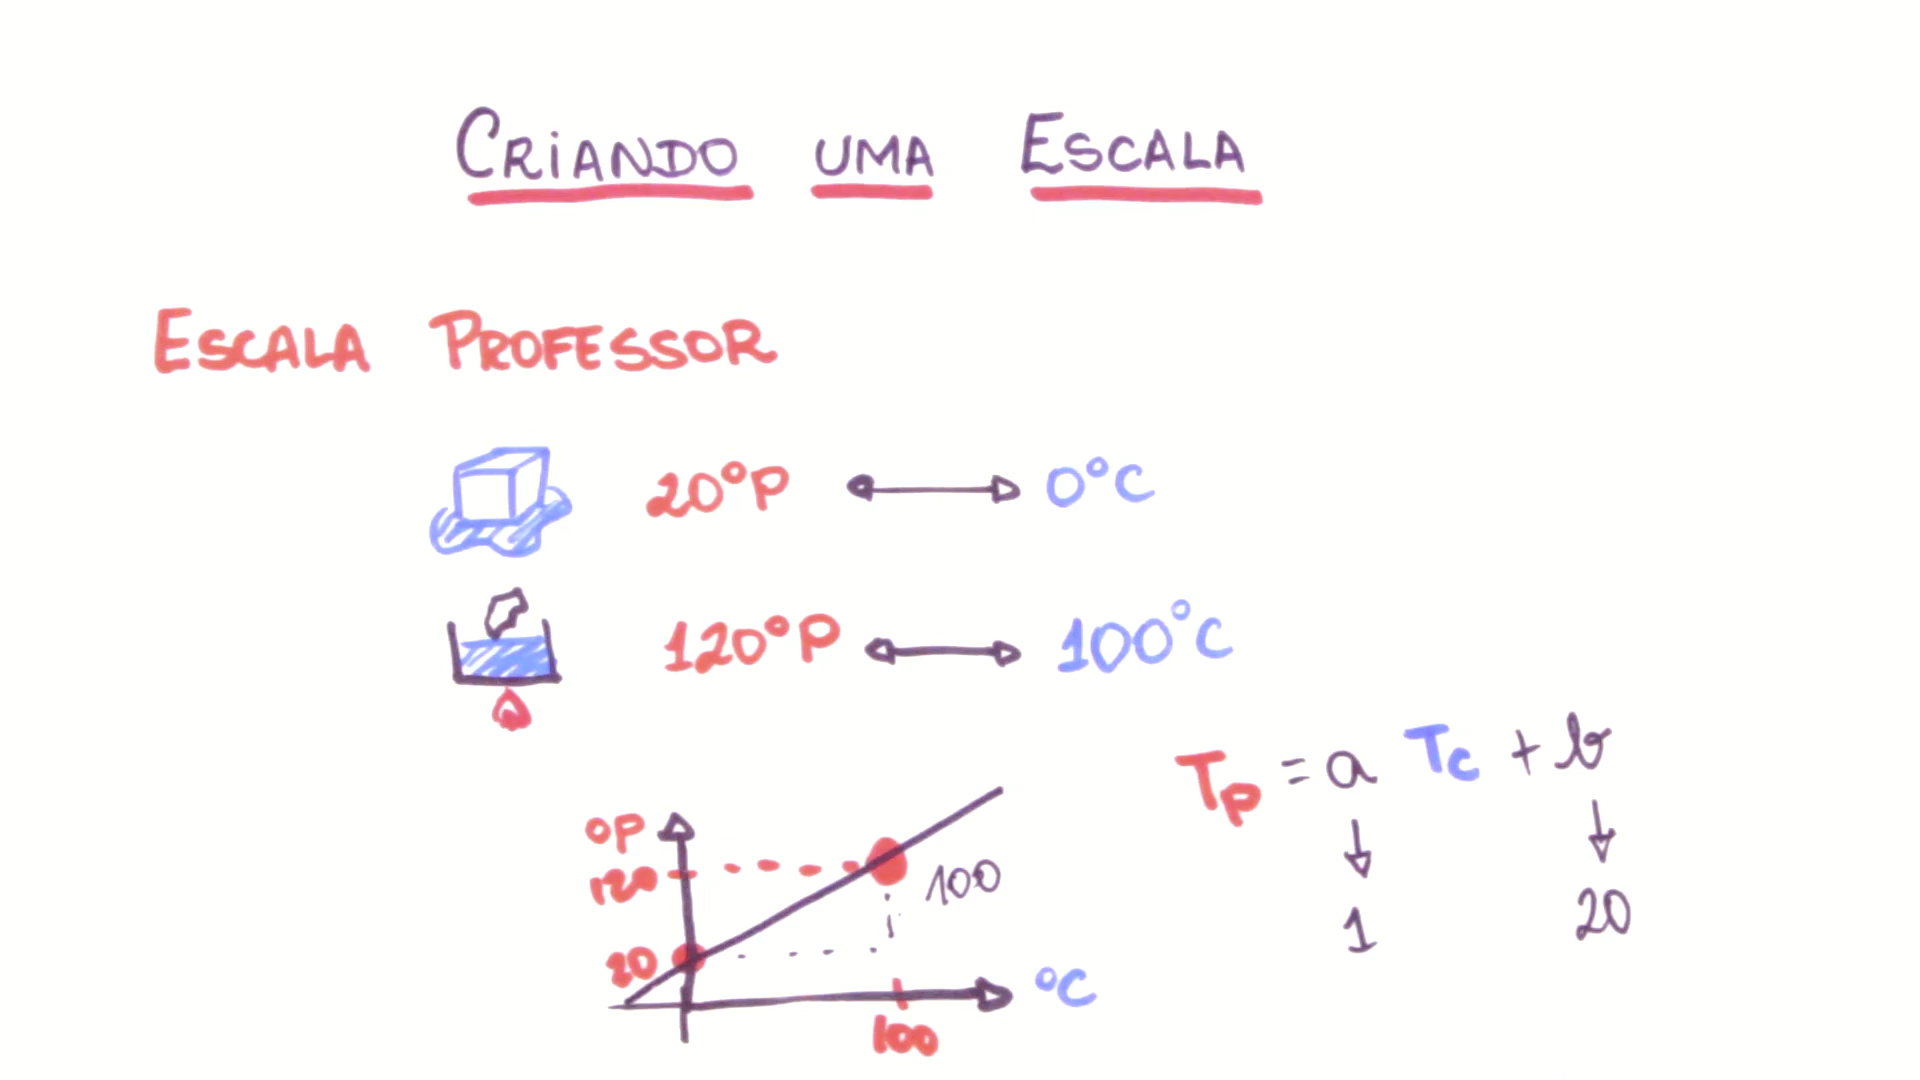 CRIANDO UMA ESCALA
ESCALA PROFESSOR
20°P 0°C
120°P 100°C
Tp = a Tc + b
1 20
°P
120
100
20
°C
100